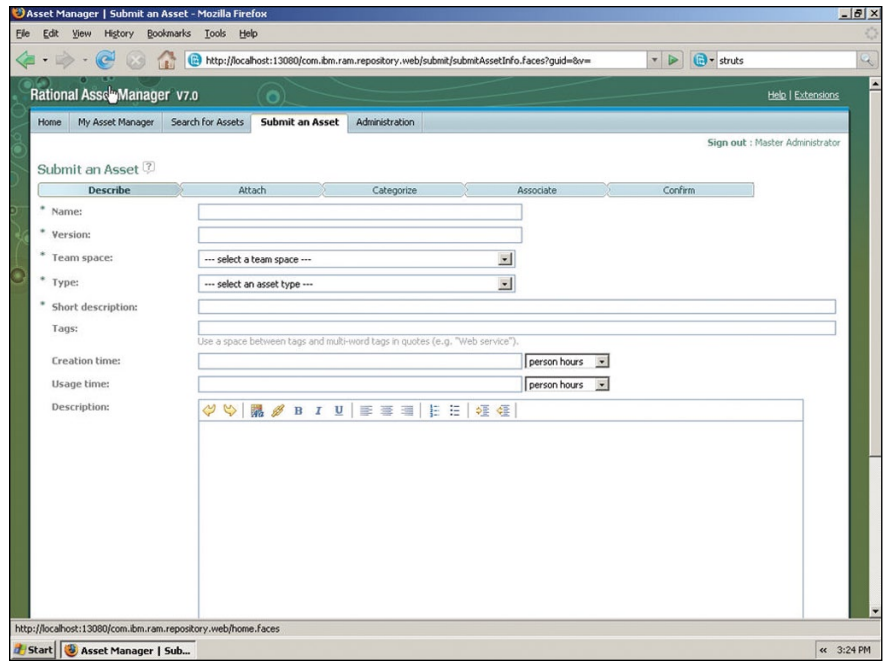 Asset Manager | Submit an Asset - Mozilla Firefox
File Edit View History Bookmarks Tools Help
http://localhost:13080/com.ibm.ram.repository.web/submit/submitAssetInfo.faces?guid=&v=
struts
Rational Asset Manager V7.0
Help | Extensions
Home My Asset Manager Search for Assets Submit an Asset Administration
Sign out : Master Administrator
Submit an Asset ?
Describe Attach Categorize Associate Confirm
* Name:
* Version:
* Team space: --- select a team space ---
* Type: --- select an asset type ---
* Short description:
Tags:
Use a space between tags and multi-word tags in quotes (e.g. "Web service").
Creation time: person hours
Usage time: person hours
Description:
B I U
http://localhost:13080/com.ibm.ram.repository.web/home.faces
Start Asset Manager | Sub... « 3:24 PM